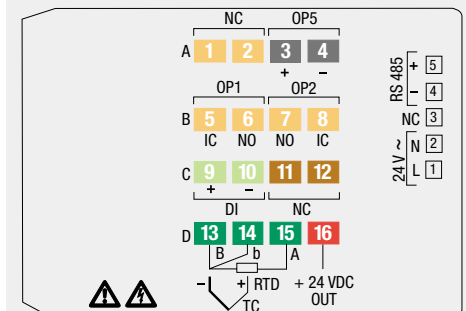 NC OP5
A 1 2 3 4
+ −
OP1 OP2
B 5 6 7 8
IC NO NO IC
C 9 10 11 12
+ −
DI NC
D 13 14 15 16
B b A
− + RTD + 24 VDC
TC OUT
RS 485 + 5
− 4
NC 3
24V ~ N 2
L 1